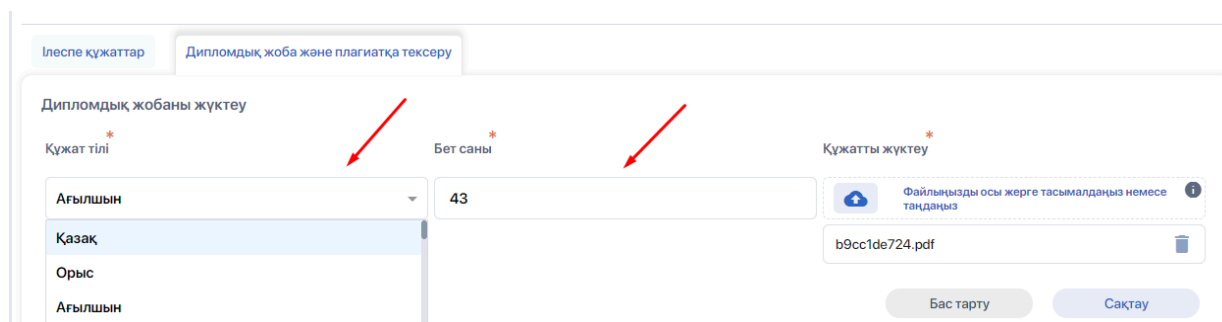 Ілеспе құжаттар
Дипломдық жоба және плагиатқа тексеру
Дипломдық жобаны жүктеу
Құжат тілі *
Бет саны *
Құжатты жүктеу *
Ағылшын
43
Файлыңызды осы жерге тасымалдаңыз немесе
таңдаңыз
Қазақ
b9cc1de724.pdf
Орыс
Ағылшын
Бас тарту
Сақтау